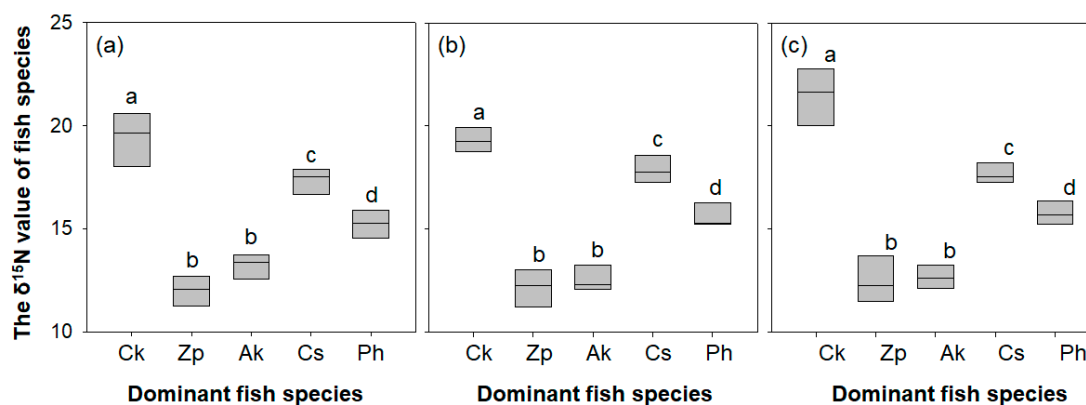 The δ¹⁵N value of fish species
25
20
15
10
(a)
a
b
b
c
d
Ck Zp Ak Cs Ph
Dominant fish species
(b)
a
b
b
c
d
Ck Zp Ak Cs Ph
Dominant fish species
(c)
a
b
b
c
d
Ck Zp Ak Cs Ph
Dominant fish species